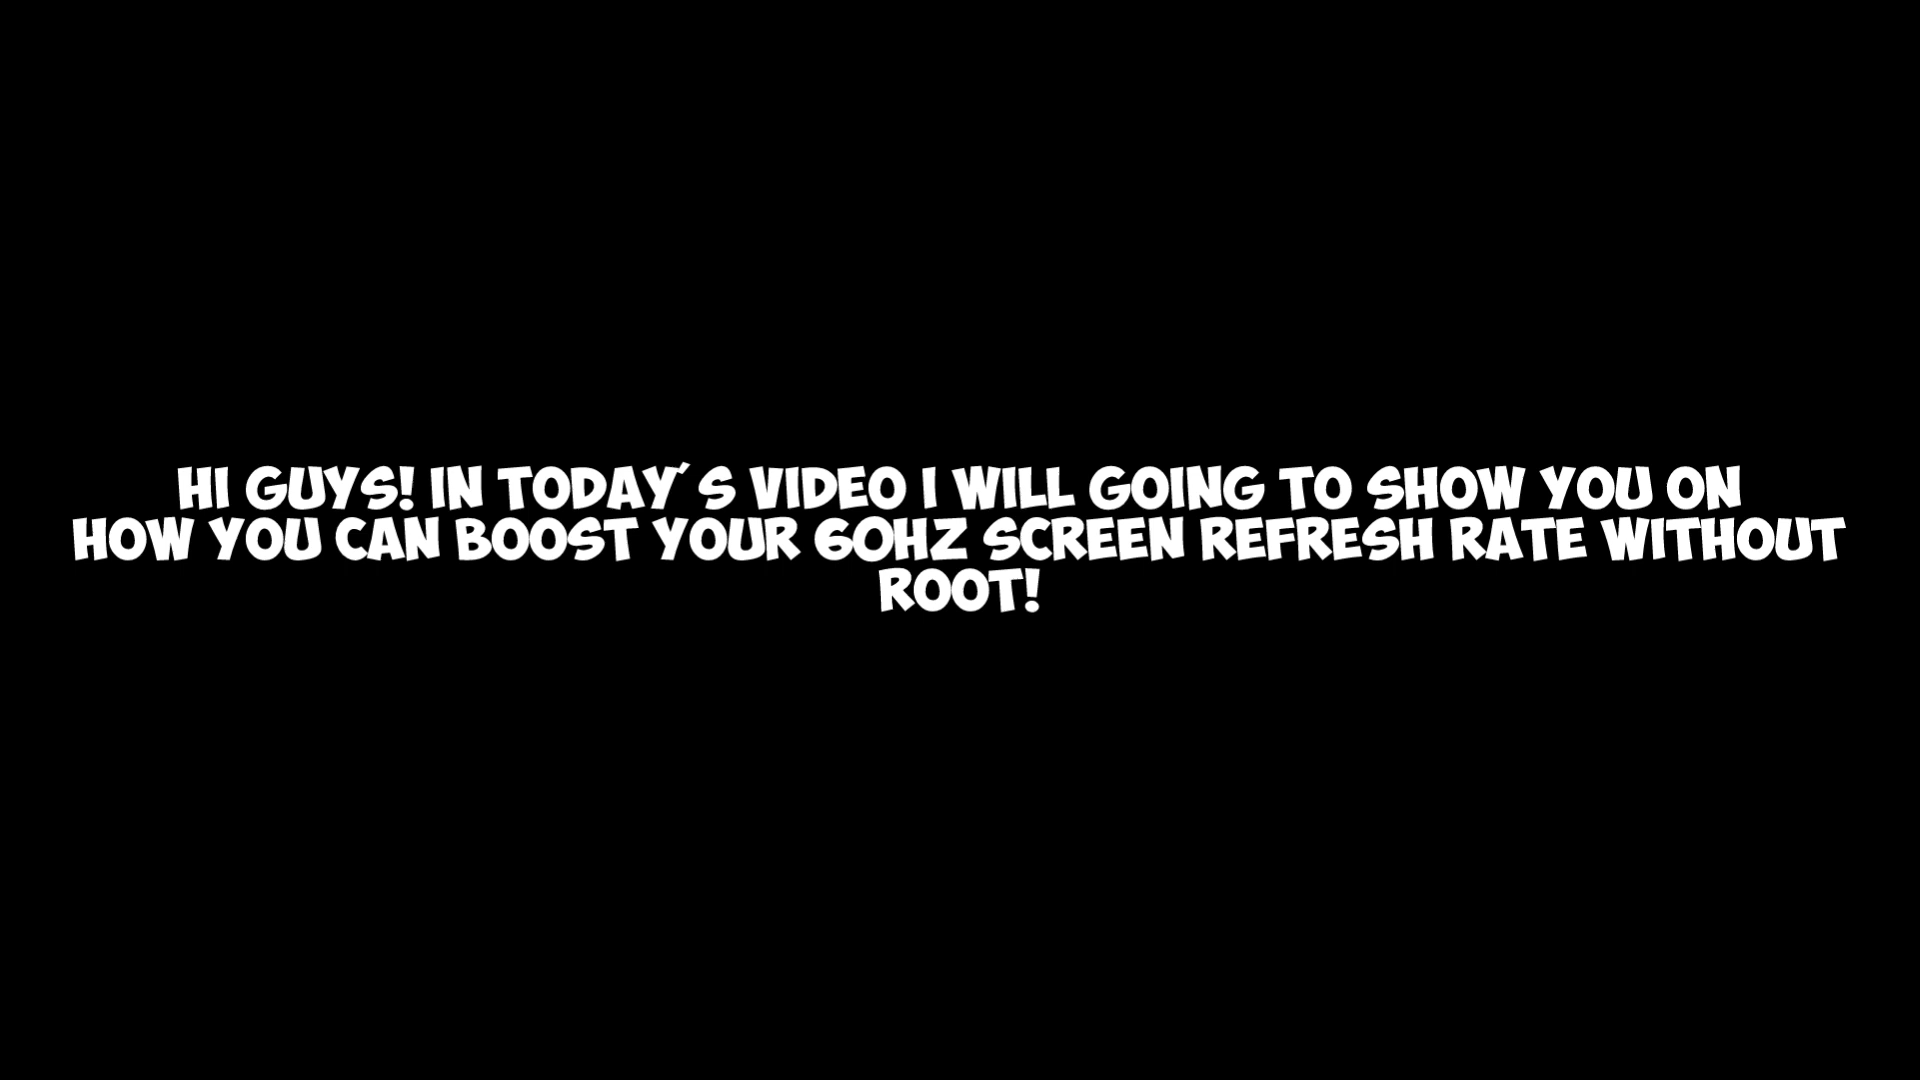 HI GUYS! IN TODAY'S VIDEO I WILL GOING TO SHOW YOU ON
HOW YOU CAN BOOST YOUR 60HZ SCREEN REFRESH RATE WITHOUT
ROOT!